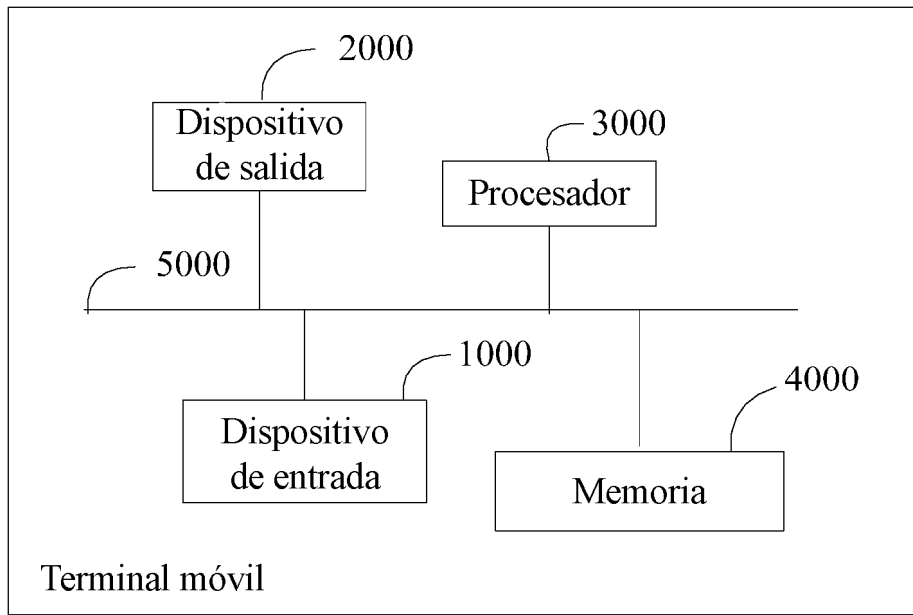 2000
Dispositivo
de salida
3000
Procesador
5000
1000
Dispositivo
de entrada
4000
Memoria
Terminal móvil